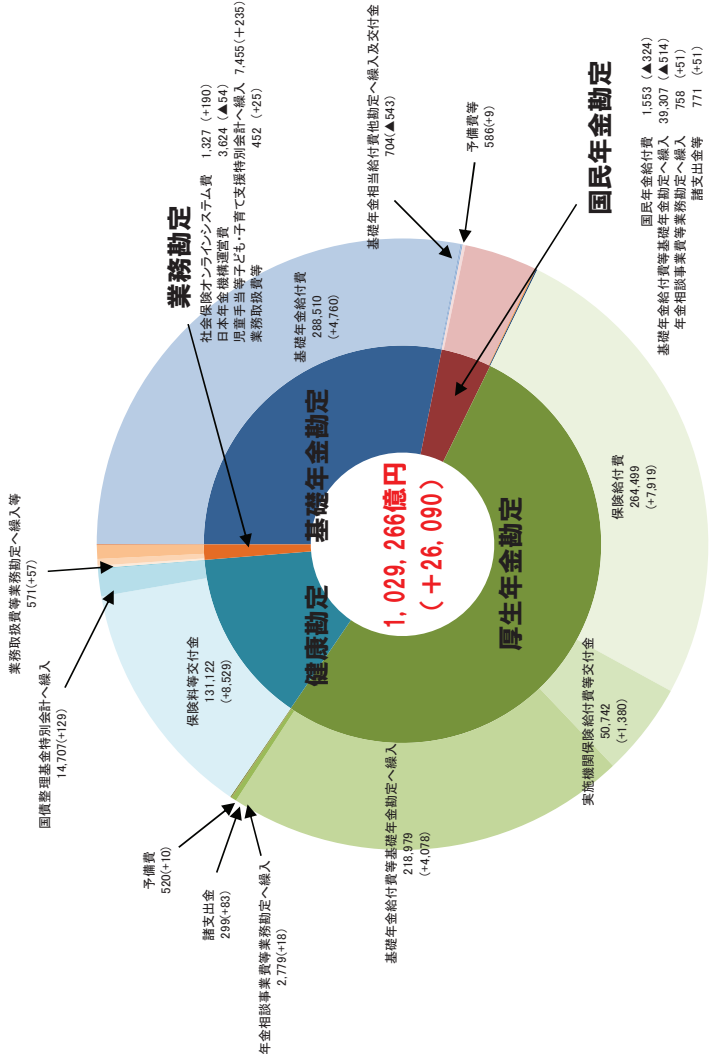 業務勘定
社会保険オンラインシステム費 1,327 (+190)
日本年金機構運営費 3,624 (▲54)
児童手当等子ども・子育て支援特別会計へ繰入 7,455(+235)
業務取扱費等 452 (+25)
基礎年金給付費
288,510
(+4,760)
基礎年金相当給付費他勘定へ繰入及交付金
704(▲543)
予備費等
586(+9)
国民年金勘定
国民年金給付費 1,553 (▲324)
基礎年金給付費等基礎年金勘定へ繰入 39,307 (▲514)
年金相談事業費等業務勘定へ繰入 758 (+51)
諸支出金等 771 (+51)
基礎年金勘定
健康勘定
厚生年金勘定
1,029,266億円
(+26,090)
保険給付費
264,499
(+7,919)
実施機関保険給付費等交付金
50,742
(+1,380)
基礎年金給付費等基礎年金勘定へ繰入
218,979
(+4,078)
年金相談事業費等業務勘定へ繰入
2,779(+18)
諸支出金
299(+83)
予備費
520(+10)
保険料等交付金
131,122
(+8,529)
国債整理基金特別会計へ繰入
14,707(+129)
業務取扱費等業務勘定へ繰入等
571(+57)